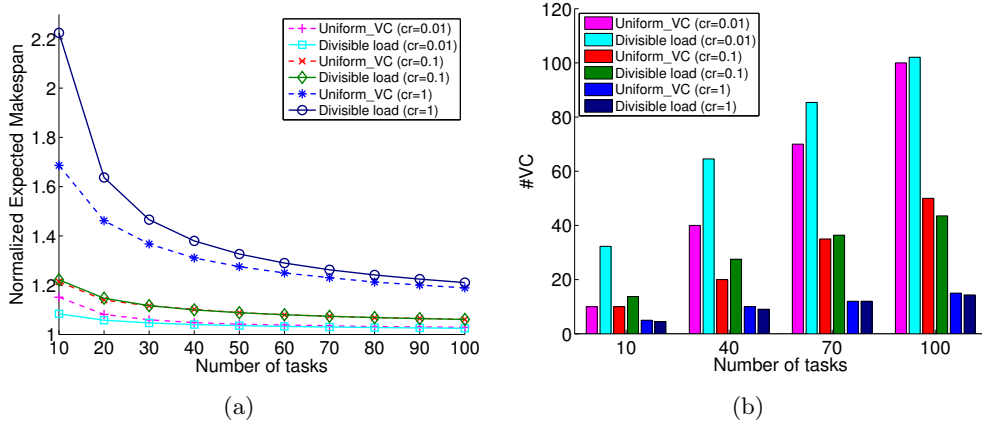 Normalized Expected Makespan
2.2
2
1.8
1.6
1.4
1.2
1
10 20 30 40 50 60 70 80 90 100
Number of tasks
Uniform_VC (cr=0.01)
Divisible load (cr=0.01)
Uniform_VC (cr=0.1)
Divisible load (cr=0.1)
Uniform_VC (cr=1)
Divisible load (cr=1)
(a)
#VC
120
100
80
60
40
20
0
10 40 70 100
Number of tasks
Uniform_VC (cr=0.01)
Divisible load (cr=0.01)
Uniform_VC (cr=0.1)
Divisible load (cr=0.1)
Uniform_VC (cr=1)
Divisible load (cr=1)
(b)